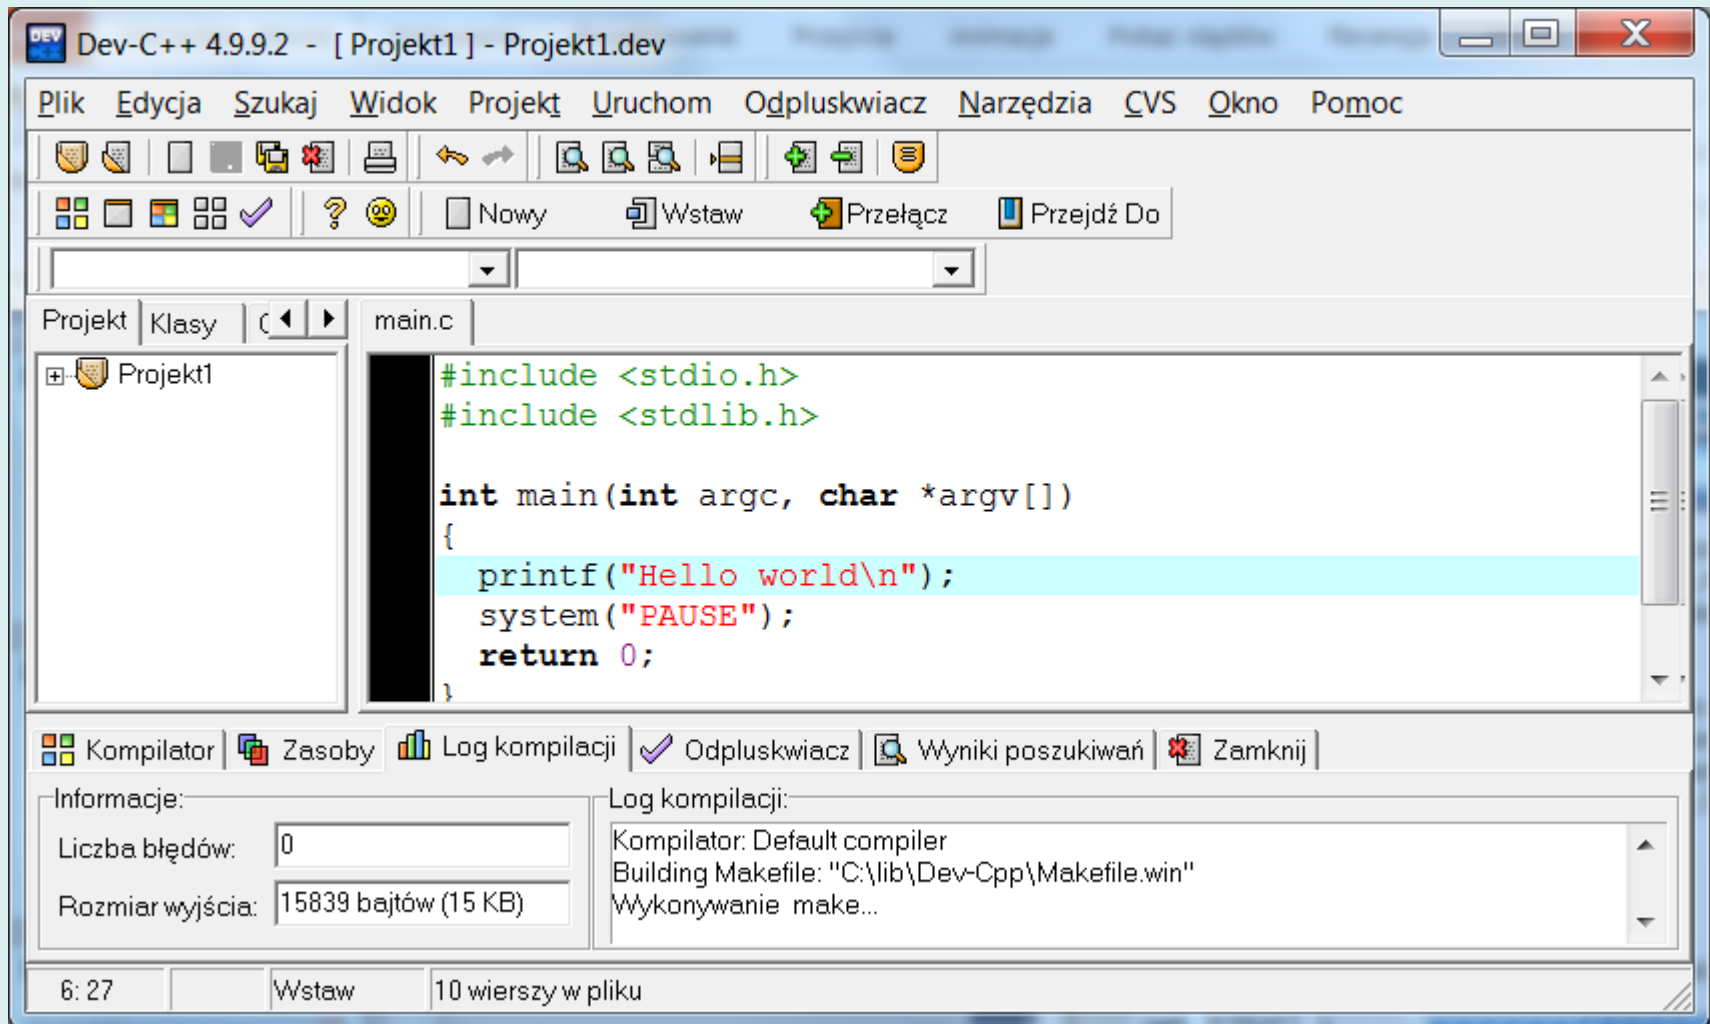 Dev-C++ 4.9.9.2 - [ Projekt1 ] - Projekt1.dev
Plik Edycja Szukaj Widok Projekt Uruchom Odpluskwiacz Narzędzia CVS Okno Pomoc
Nowy Wstaw Przełącz Przejdź Do
Projekt Klasy
main.c
Projekt1
#include <stdio.h>
#include <stdlib.h>
int main(int argc, char *argv[])
{
printf("Hello world\n");
system("PAUSE");
return 0;
}
Kompilator Zasoby Log kompilacji Odpluskwiacz Wyniki poszukiwań Zamknij
Informacje:
Liczba błędów: 0
Rozmiar wyjścia: 15839 bajtów (15 KB)
Log kompilacji:
Kompilator: Default compiler
Building Makefile: "C:\lib\Dev-Cpp\Makefile.win"
Wykonywanie make...
6: 27 Wstaw 10 wierszy w pliku